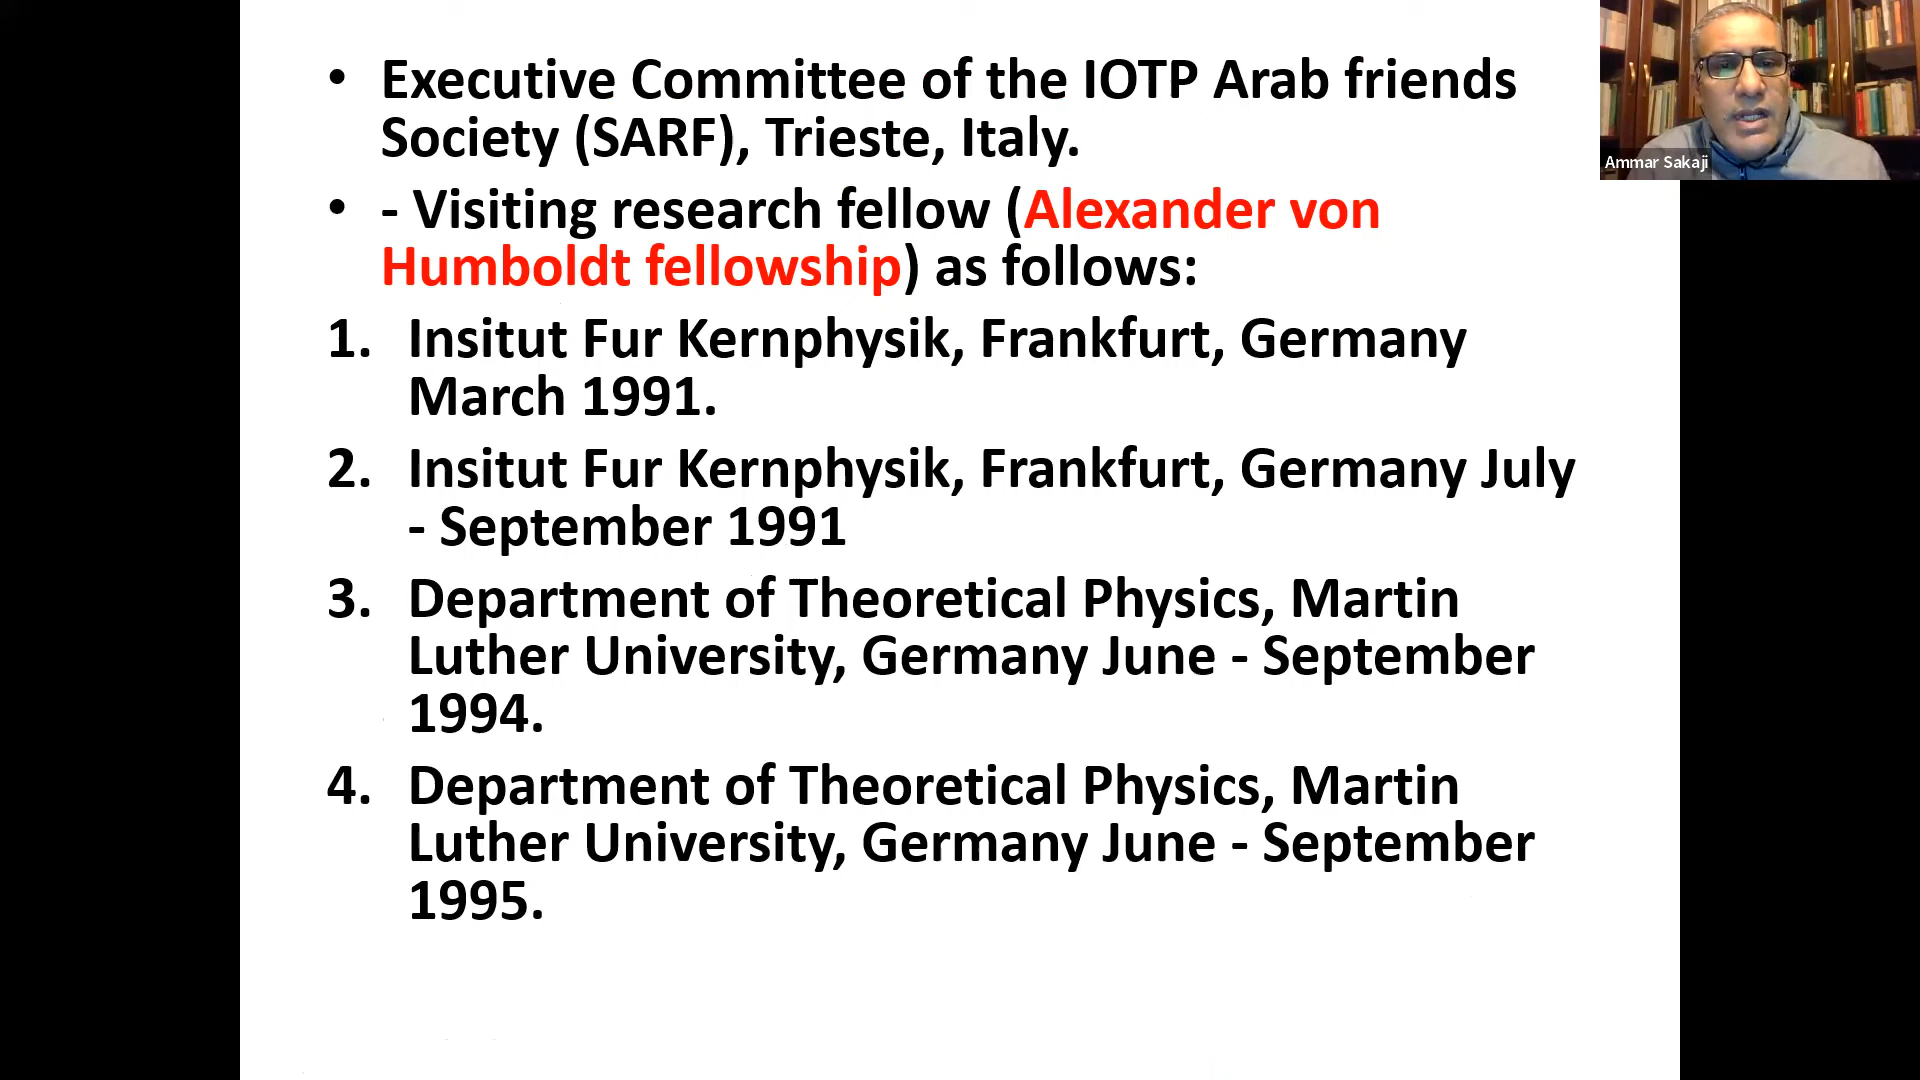 • Executive Committee of the IOTP Arab friends
Society (SARF), Trieste, Italy.
• - Visiting research fellow (Alexander von
Humboldt fellowship) as follows:
1. Insitut Fur Kernphysik, Frankfurt, Germany
March 1991.
2. Insitut Fur Kernphysik, Frankfurt, Germany July
- September 1991
3. Department of Theoretical Physics, Martin
Luther University, Germany June - September
1994.
4. Department of Theoretical Physics, Martin
Luther University, Germany June - September
1995.
Ammar Sakaji